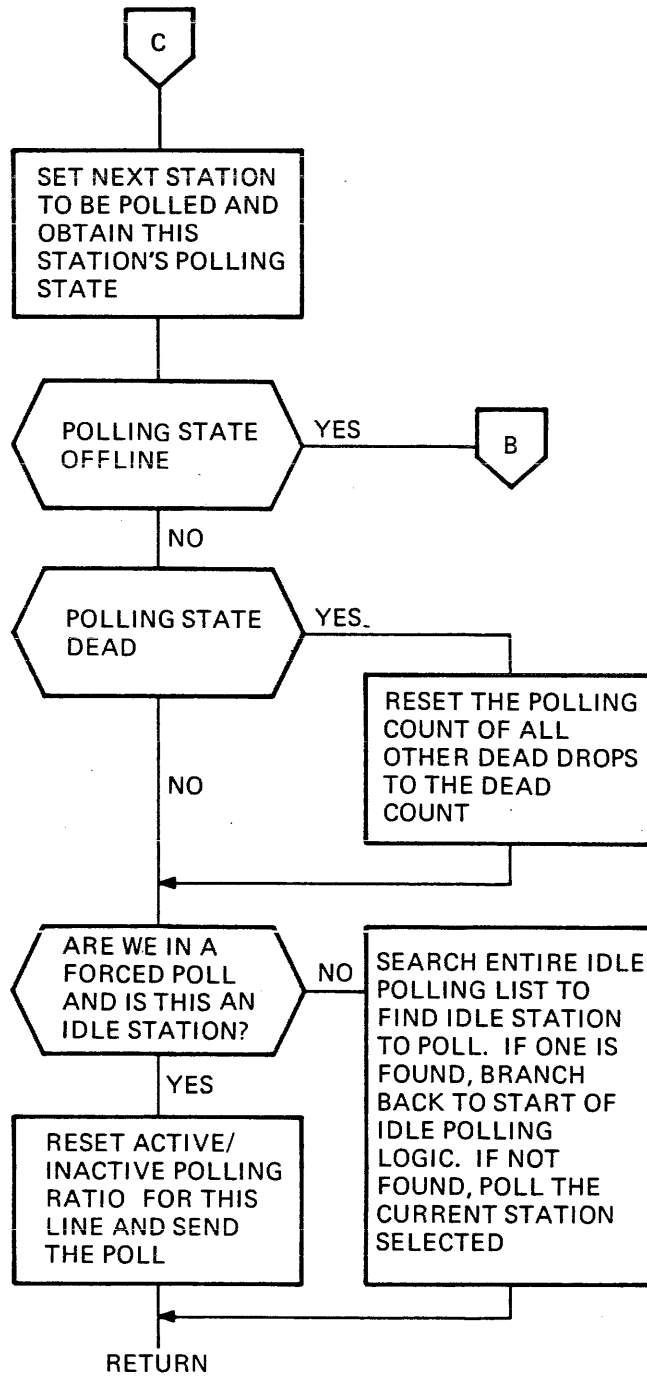 C
SET NEXT STATION
TO BE POLLED AND
OBTAIN THIS
STATION'S POLLING
STATE
POLLING STATE
OFFLINE
YES
B
NO
POLLING STATE
DEAD
YES
RESET THE POLLING
COUNT OF ALL
OTHER DEAD DROPS
TO THE DEAD
COUNT
NO
ARE WE IN A
FORCED POLL
AND IS THIS AN
IDLE STATION?
NO
SEARCH ENTIRE IDLE
POLLING LIST TO
FIND IDLE STATION
TO POLL. IF ONE IS
FOUND, BRANCH
BACK TO START OF
IDLE POLLING
LOGIC. IF NOT
FOUND, POLL THE
CURRENT STATION
SELECTED
YES
RESET ACTIVE/
INACTIVE POLLING
RATIO FOR THIS
LINE AND SEND
THE POLL
RETURN